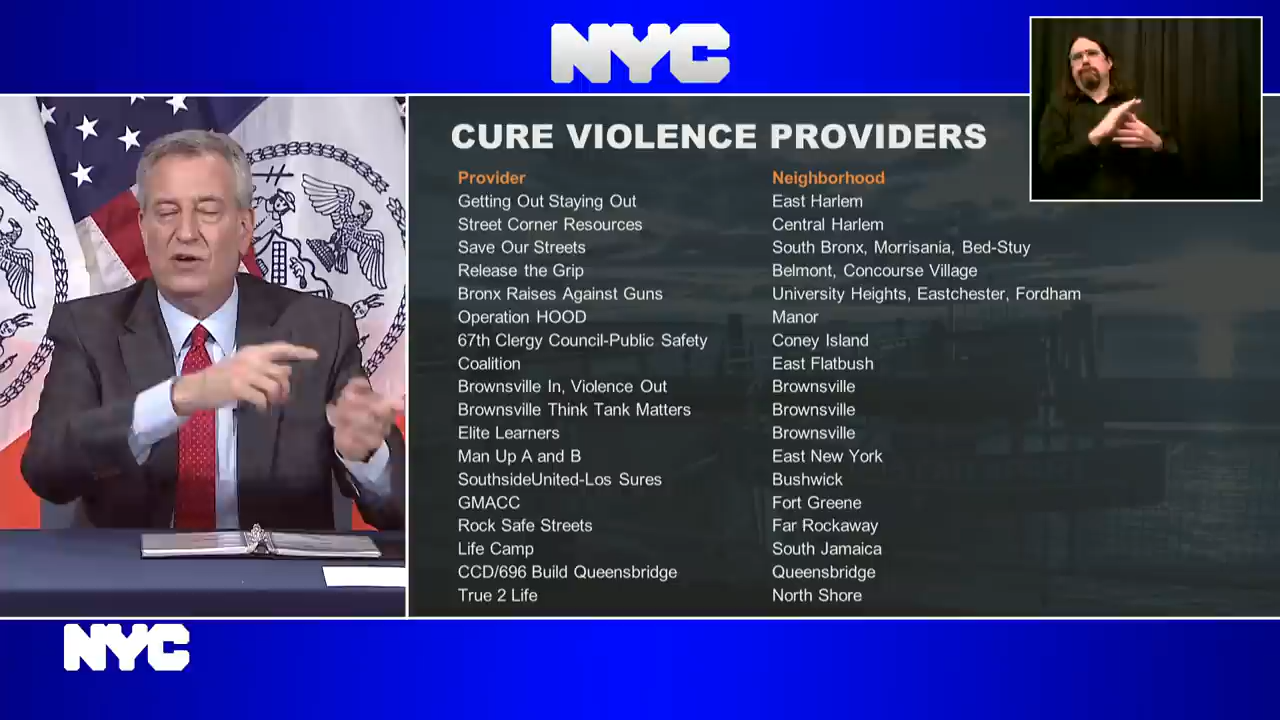 NYC
CURE VIOLENCE PROVIDERS
Provider Neighborhood
Getting Out Staying Out East Harlem
Street Corner Resources Central Harlem
Save Our Streets South Bronx, Morrisania, Bed-Stuy
Release the Grip Belmont, Concourse Village
Bronx Raises Against Guns University Heights, Eastchester, Fordham
Operation HOOD Manor
67th Clergy Council-Public Safety Coney Island
Coalition East Flatbush
Brownsville In, Violence Out Brownsville
Brownsville Think Tank Matters Brownsville
Elite Learners Brownsville
Man Up A and B East New York
SouthsideUnited-Los Sures Bushwick
GMACC Fort Greene
Rock Safe Streets Far Rockaway
Life Camp South Jamaica
CCD/696 Build Queensbridge Queensbridge
True 2 Life North Shore
NYC